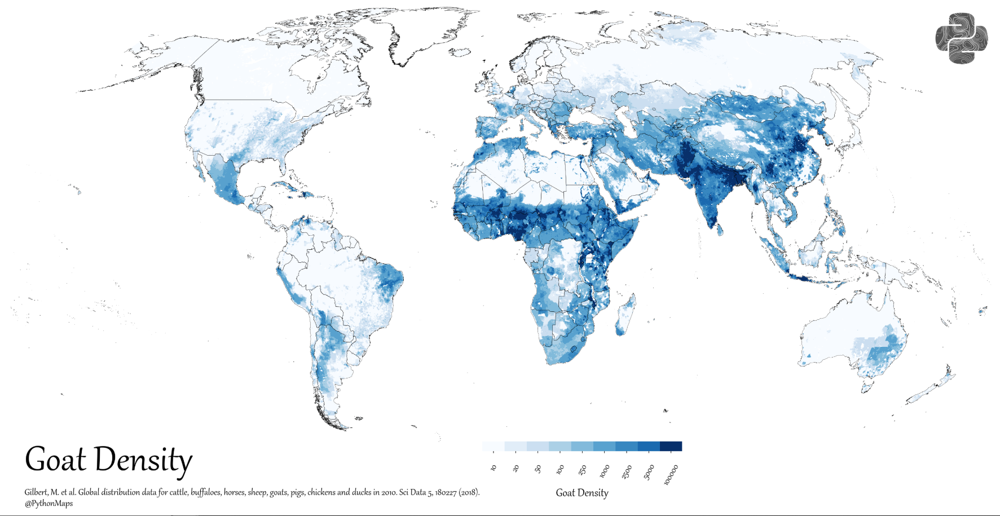 Goat Density
10
20
50
100
250
1000
2500
5000
100000
Goat Density
Gilbert, M. et al. Global distribution data for cattle, buffaloes, horses, sheep, goats, pigs, chickens and ducks in 2010. Sci Data 5, 180227 (2018).
@PythonMaps